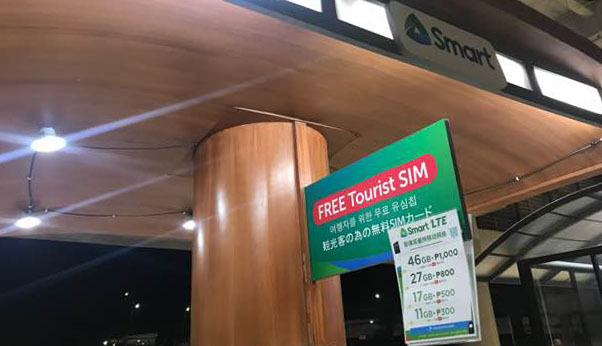 Smart
FREE Tourist SIM
여행자를 위한 무료 유심칩
観光客の為の無料SIMカード
Smart LTE
46GB-₱1,000
27GB-₱800
17GB-₱500
11GB-₱300